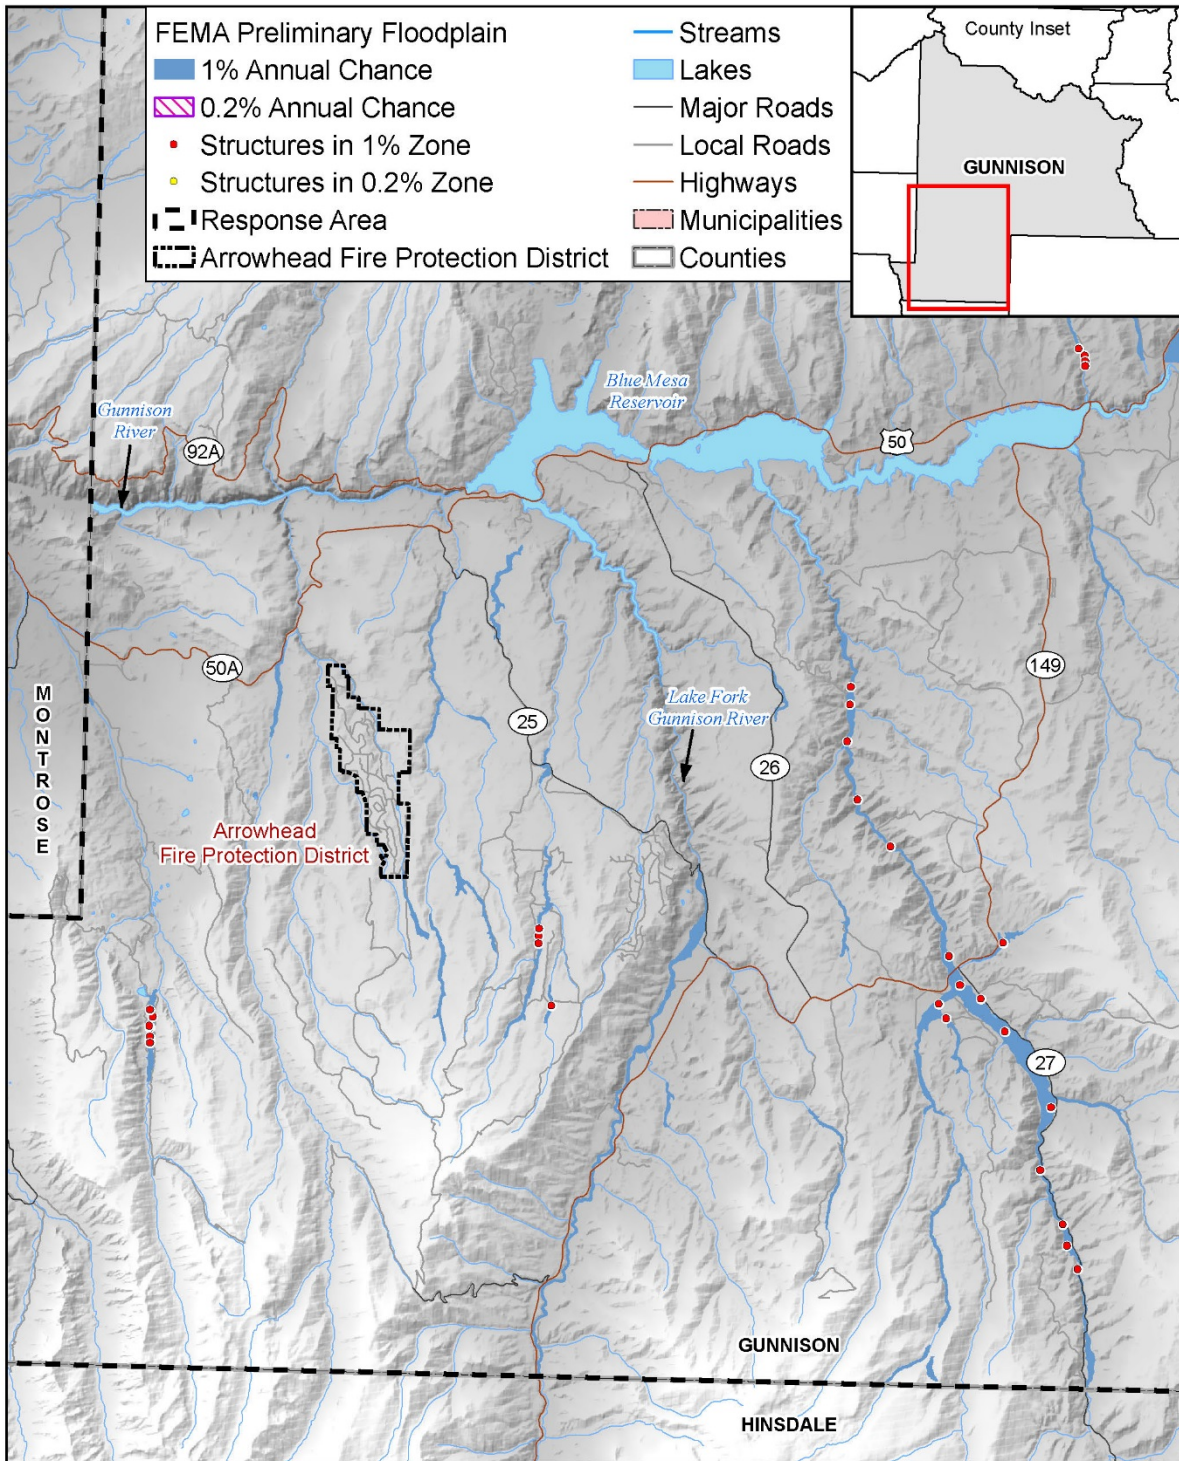 FEMA Preliminary Floodplain
1% Annual Chance
0.2% Annual Chance
Structures in 1% Zone
Structures in 0.2% Zone
Response Area
Arrowhead Fire Protection District
Streams
Lakes
Major Roads
Local Roads
Highways
Municipalities
Counties
County Inset
GUNNISON
Blue Mesa
Reservoir
Gunnison
River
92A
50
50A
149
25
Lake Fork
Gunnison River
26
MONTROSE
Arrowhead
Fire Protection District
27
GUNNISON
HINSDALE